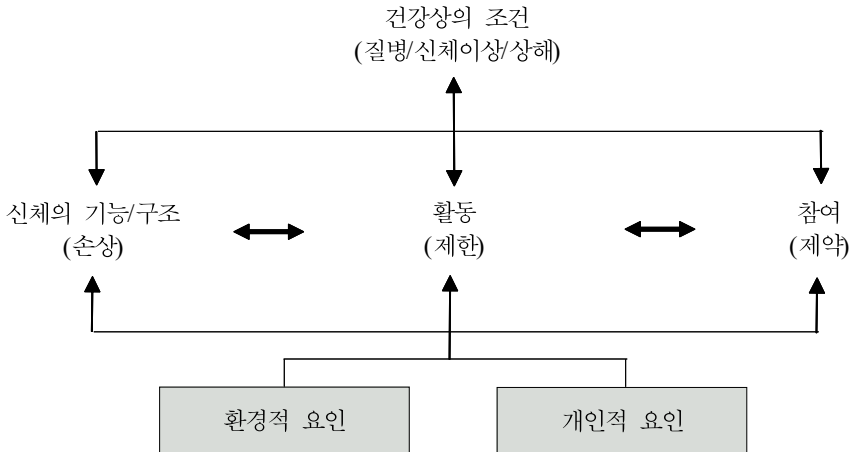 건강상의 조건
(질병/신체이상/상해)
신체의 기능/구조
(손상)
활동
(제한)
참여
(제약)
환경적 요인
개인적 요인